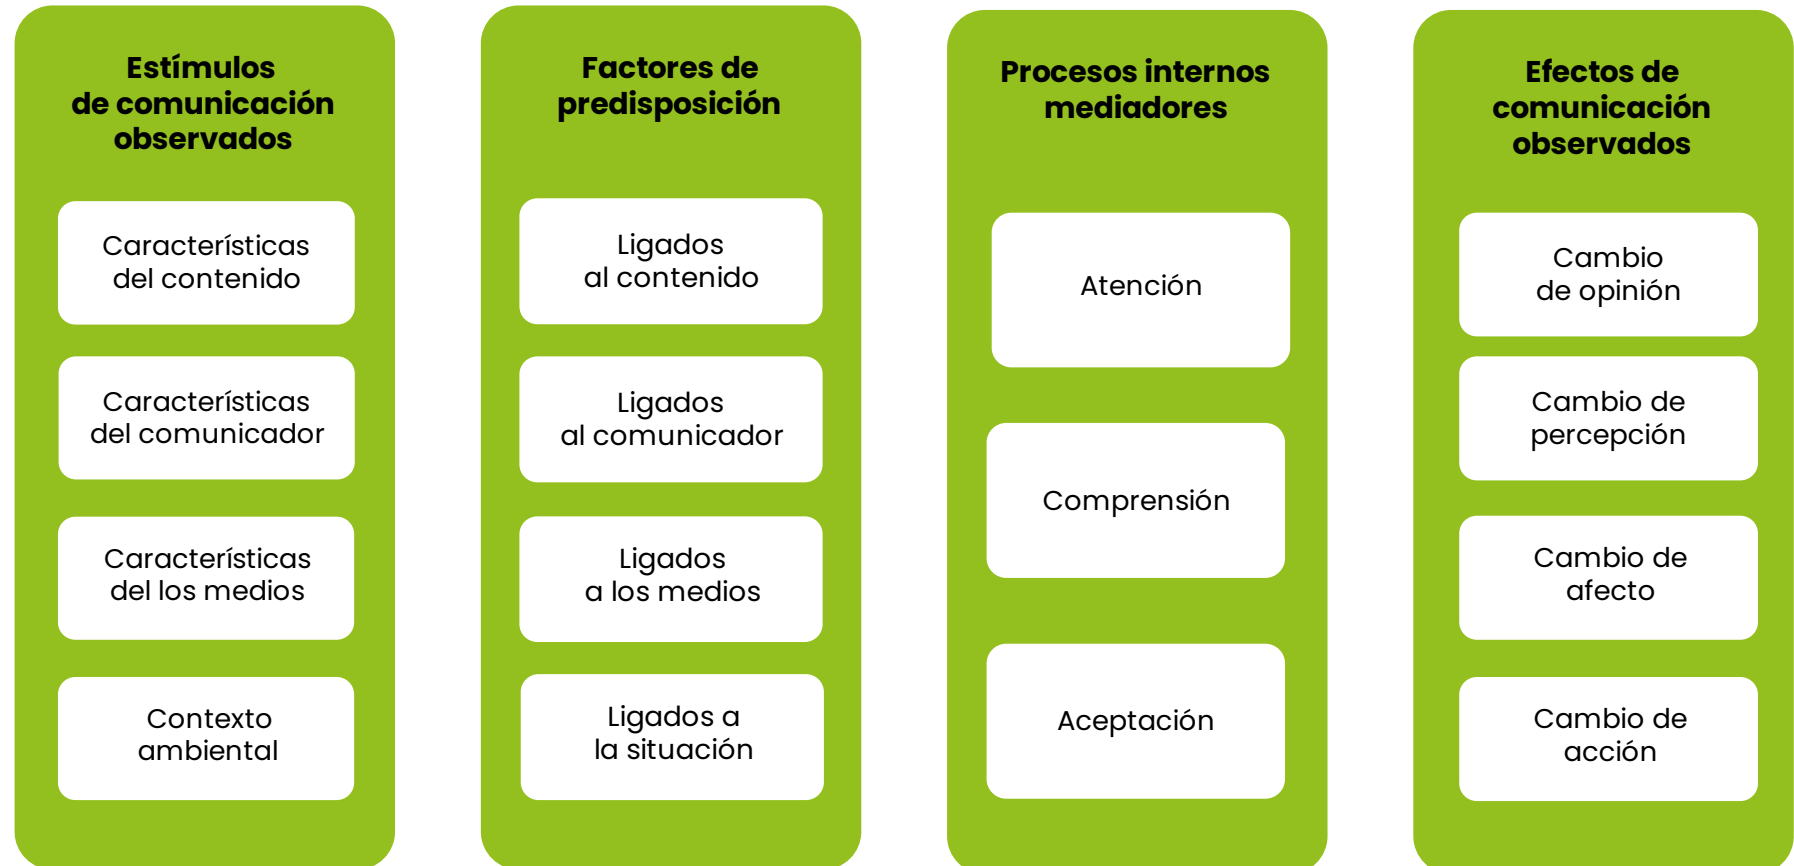 Estímulos
de comunicación
observados
Características
del contenido
Características
del comunicador
Características
del los medios
Contexto
ambiental
Factores de
predisposición
Ligados
al contenido
Ligados
al comunicador
Ligados
a los medios
Ligados a
la situación
Procesos internos
mediadores
Atención
Comprensión
Aceptación
Efectos de
comunicación
observados
Cambio
de opinión
Cambio de
percepción
Cambio de
afecto
Cambio de
acción